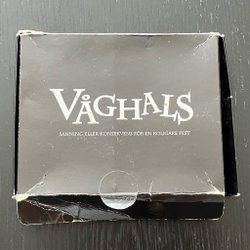 VÅGHALS
SANNING ELLER KONSEKVENS FÖR EN ROLIGARE FEST